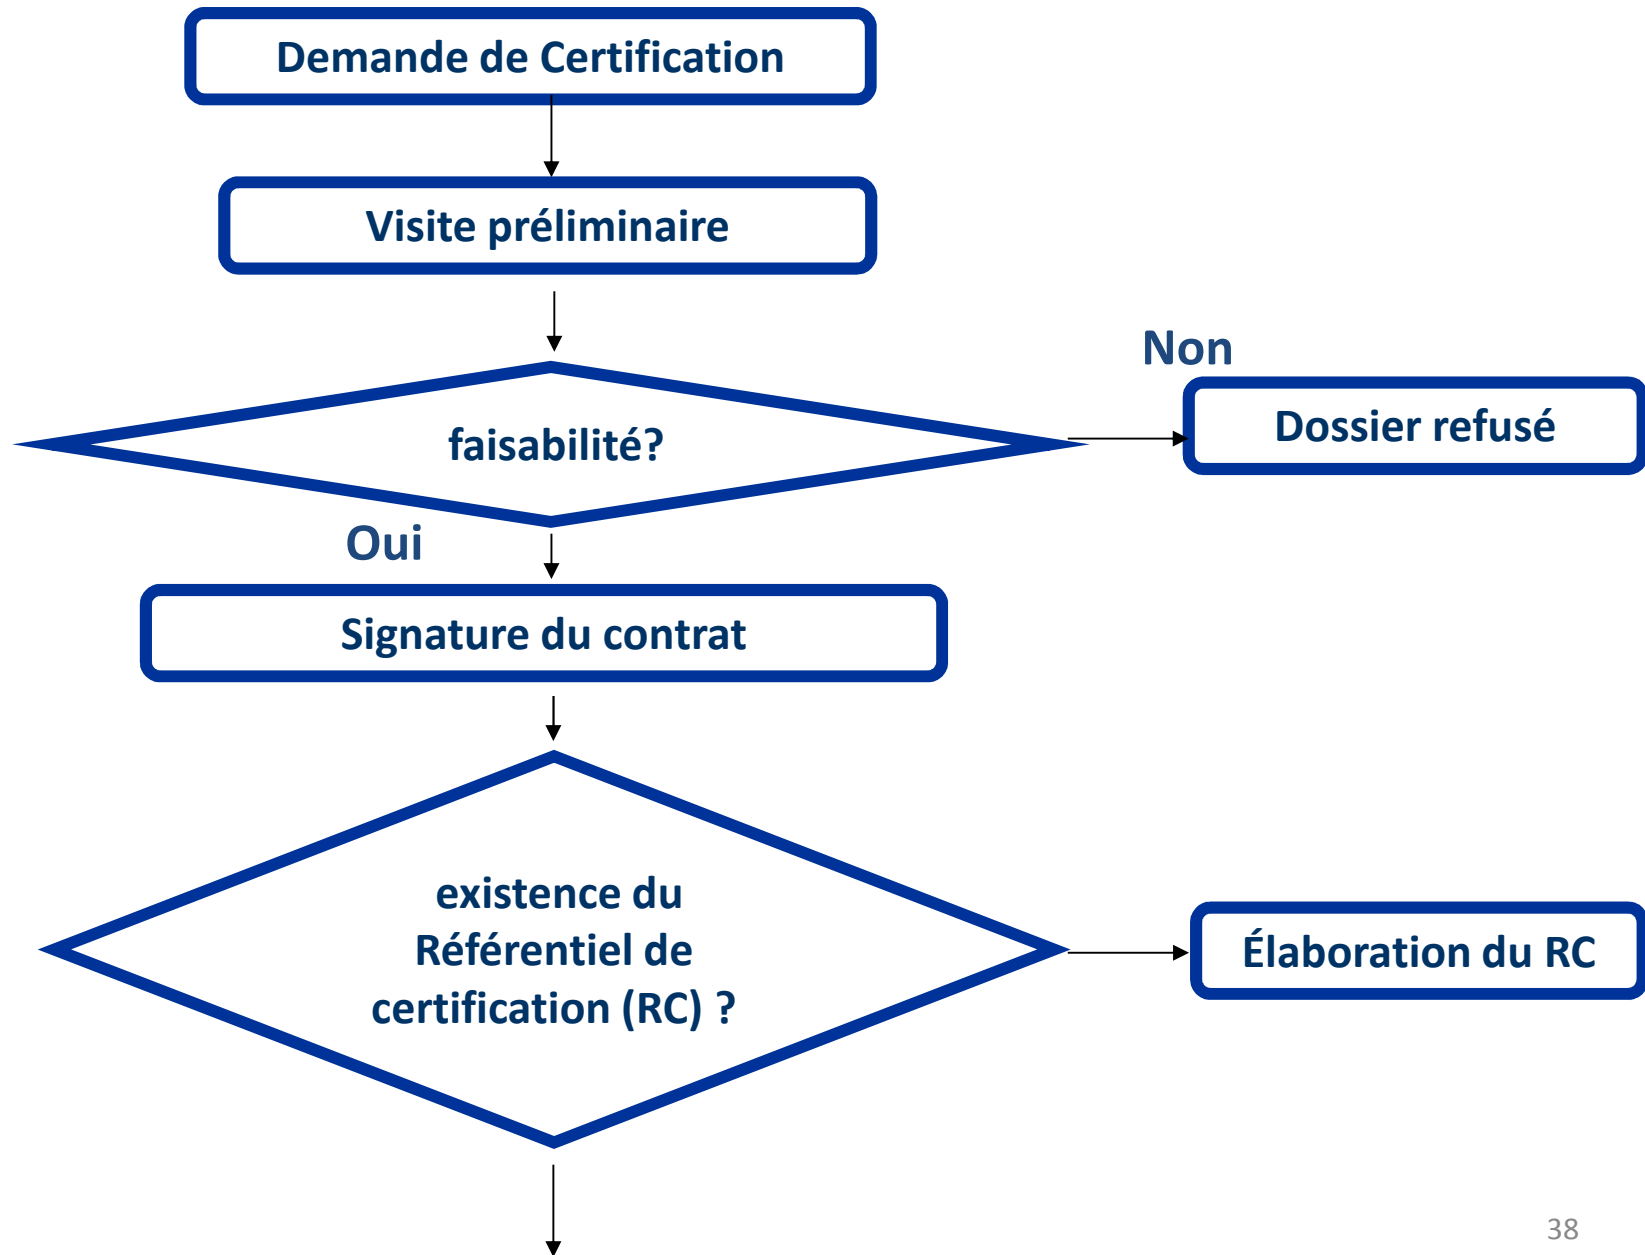 Demande de Certification
Visite préliminaire
Non
Dossier refusé
faisabilité?
Oui
Signature du contrat
existence du
Référentiel de
certification (RC) ?
Élaboration du RC
38